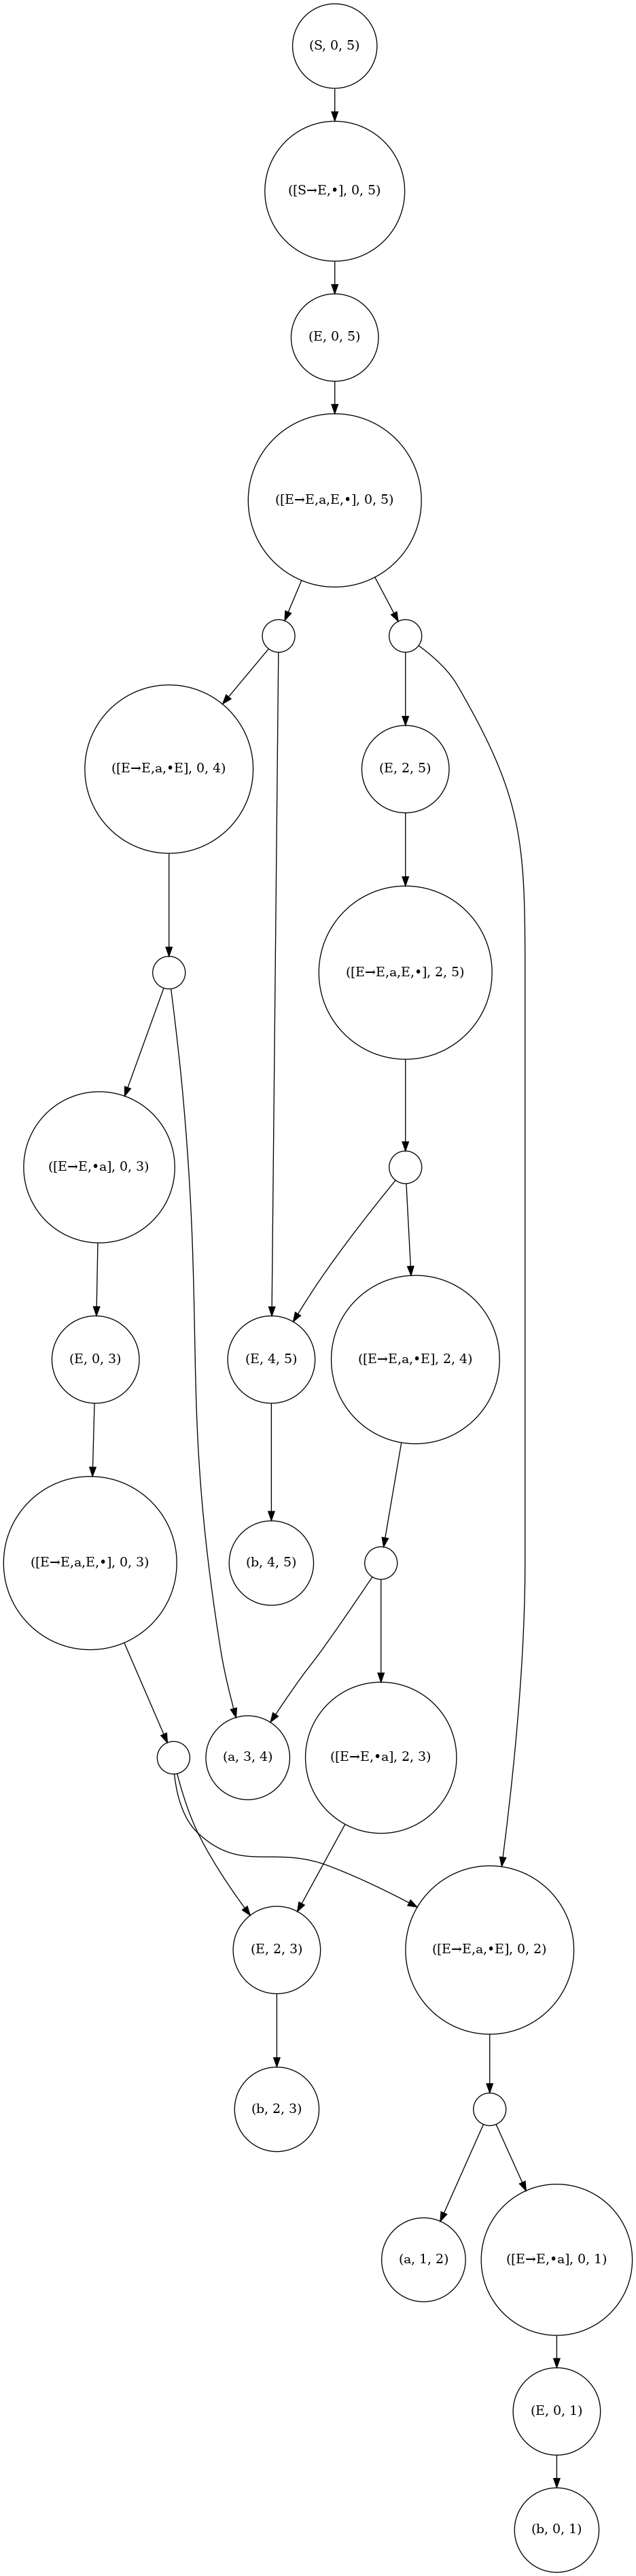 (S, 0, 5)
([S→E,•], 0, 5)
(E, 0, 5)
([E→E,a,E,•], 0, 5)
([E→E,a,•E], 0, 4)
(E, 2, 5)
([E→E,a,E,•], 2, 5)
([E→E,•a], 0, 3)
(E, 0, 3)
(E, 4, 5)
([E→E,a,•E], 2, 4)
([E→E,a,E,•], 0, 3)
(b, 4, 5)
(a, 3, 4)
([E→E,•a], 2, 3)
(E, 2, 3)
([E→E,a,•E], 0, 2)
(b, 2, 3)
(a, 1, 2)
([E→E,•a], 0, 1)
(E, 0, 1)
(b, 0, 1)